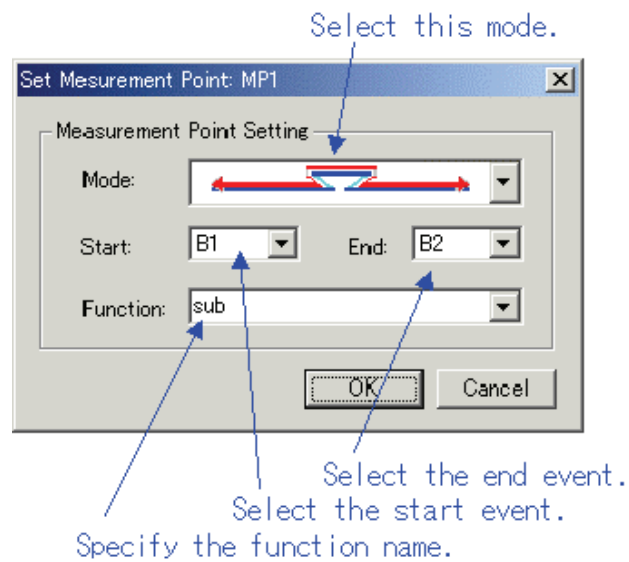 Select this mode.
Set Mesurement Point: MP1
Measurement Point Setting
Mode:
Start: B1 End: B2
Function: sub
OK Cancel
Select the end event.
Select the start event.
Specify the function name.